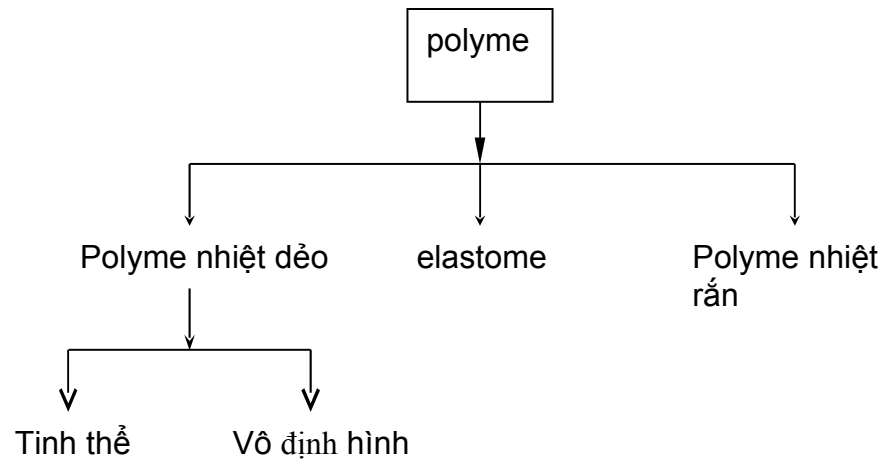 polyme
Polyme nhiệt dẻo
elastome
Polyme nhiệt
rắn
Tinh thể
Vô định hình